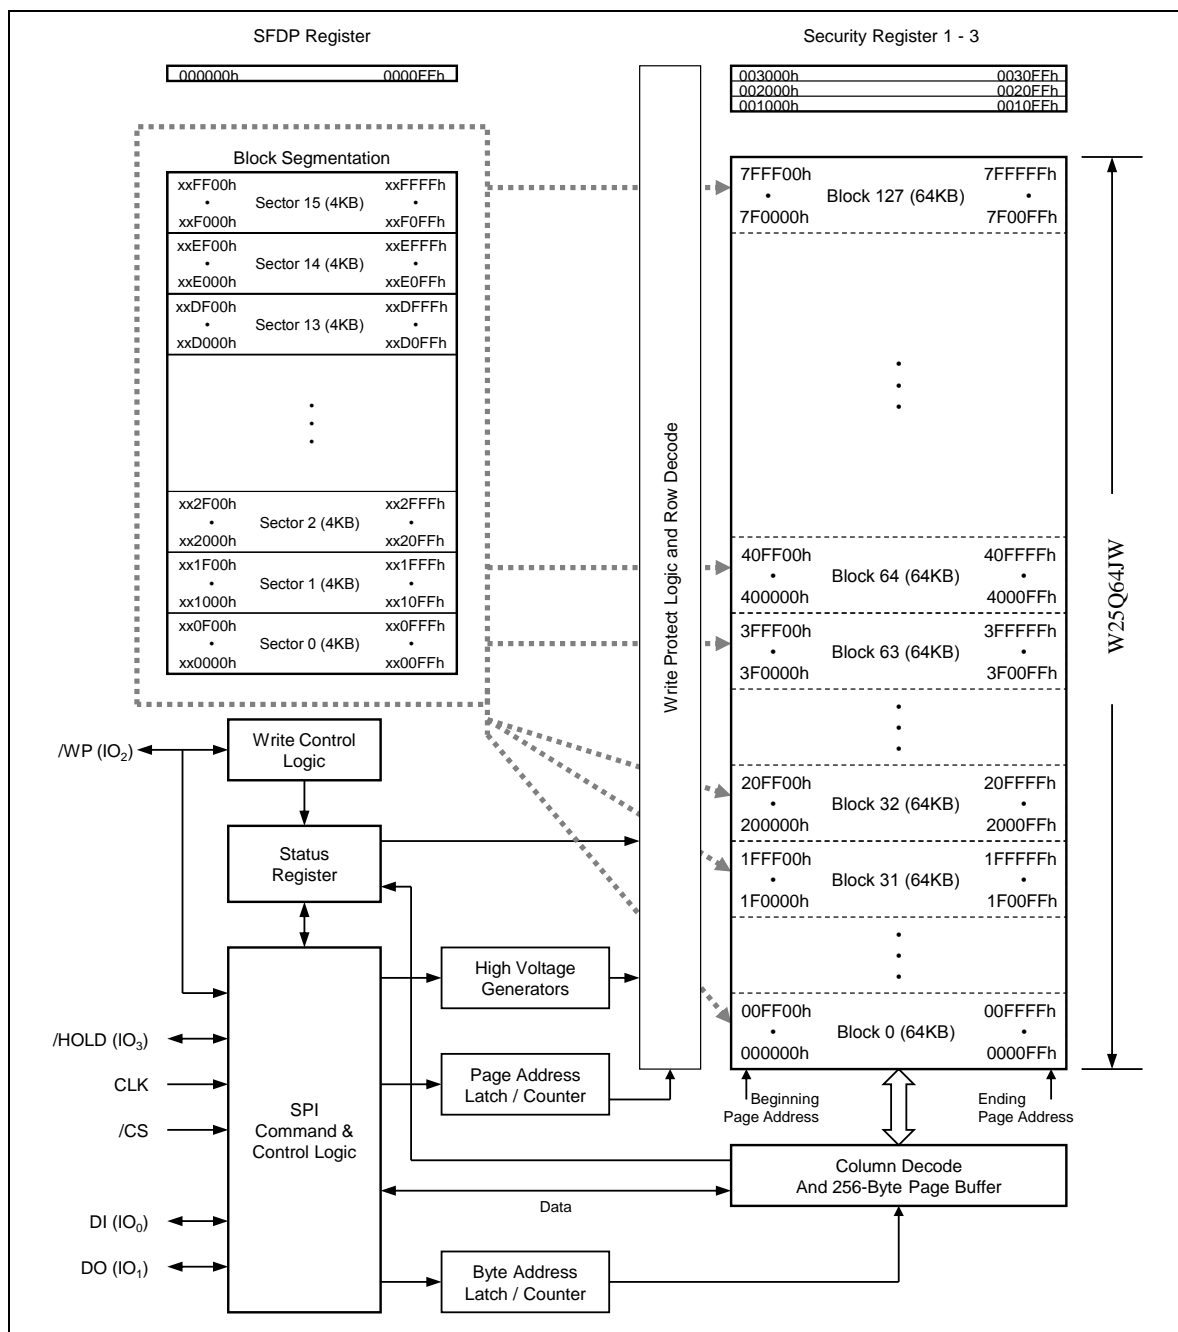 SFDP Register
000000h 0000FFh
Security Register 1 - 3
003000h 0030FFh
002000h 0020FFh
001000h 0010FFh
Block Segmentation
xxFF00h xxFFFFh
• Sector 15 (4KB) •
xxF000h xxF0FFh
xxEF00h xxEFFFh
• Sector 14 (4KB) •
xxE000h xxE0FFh
xxDF00h xxDFFFh
• Sector 13 (4KB) •
xxD000h xxD0FFh
xx2F00h xx2FFFh
• Sector 2 (4KB) •
xx2000h xx20FFh
xx1F00h xx1FFFh
• Sector 1 (4KB) •
xx1000h xx10FFh
xx0F00h xx0FFFh
• Sector 0 (4KB) •
xx0000h xx00FFh
Write Protect Logic and Row Decode
7FFF00h 7FFFFFh
• Block 127 (64KB) •
7F0000h 7F00FFh
40FF00h 40FFFFh
• Block 64 (64KB) •
400000h 4000FFh
3FFF00h 3FFFFFh
• Block 63 (64KB) •
3F0000h 3F00FFh
20FF00h 20FFFFh
• Block 32 (64KB) •
200000h 2000FFh
1FFF00h 1FFFFFh
• Block 31 (64KB) •
1F0000h 1F00FFh
00FF00h 00FFFFh
• Block 0 (64KB) •
000000h 0000FFh
W25Q64JW
Beginning
Page Address
Ending
Page Address
/WP (IO2)
Write Control
Logic
Status
Register
High Voltage
Generators
/HOLD (IO3)
CLK
/CS
SPI
Command &
Control Logic
Page Address
Latch / Counter
Column Decode
And 256-Byte Page Buffer
Data
DI (IO0)
DO (IO1)
Byte Address
Latch / Counter